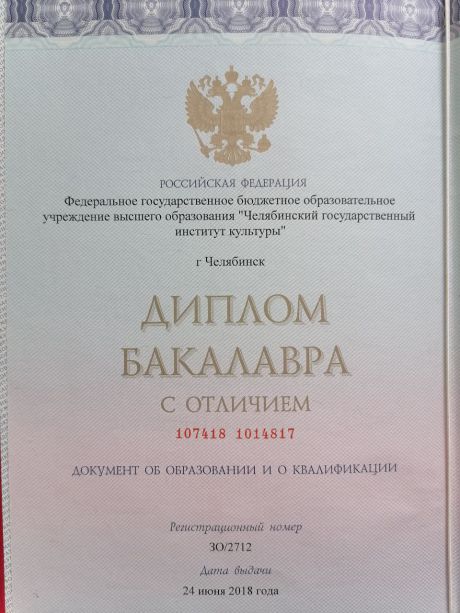 РОССИЙСКАЯ ФЕДЕРАЦИЯ
Федеральное государственное бюджетное образовательное
учреждение высшего образования "Челябинский государственный
институт культуры"
г Челябинск
ДИПЛОМ
БАКАЛАВРА
С ОТЛИЧИЕМ
107418 1014817
ДОКУМЕНТ ОБ ОБРАЗОВАНИИ И О КВАЛИФИКАЦИИ
Регистрационный номер
ЗО/2712
Дата выдачи
24 июня 2018 года